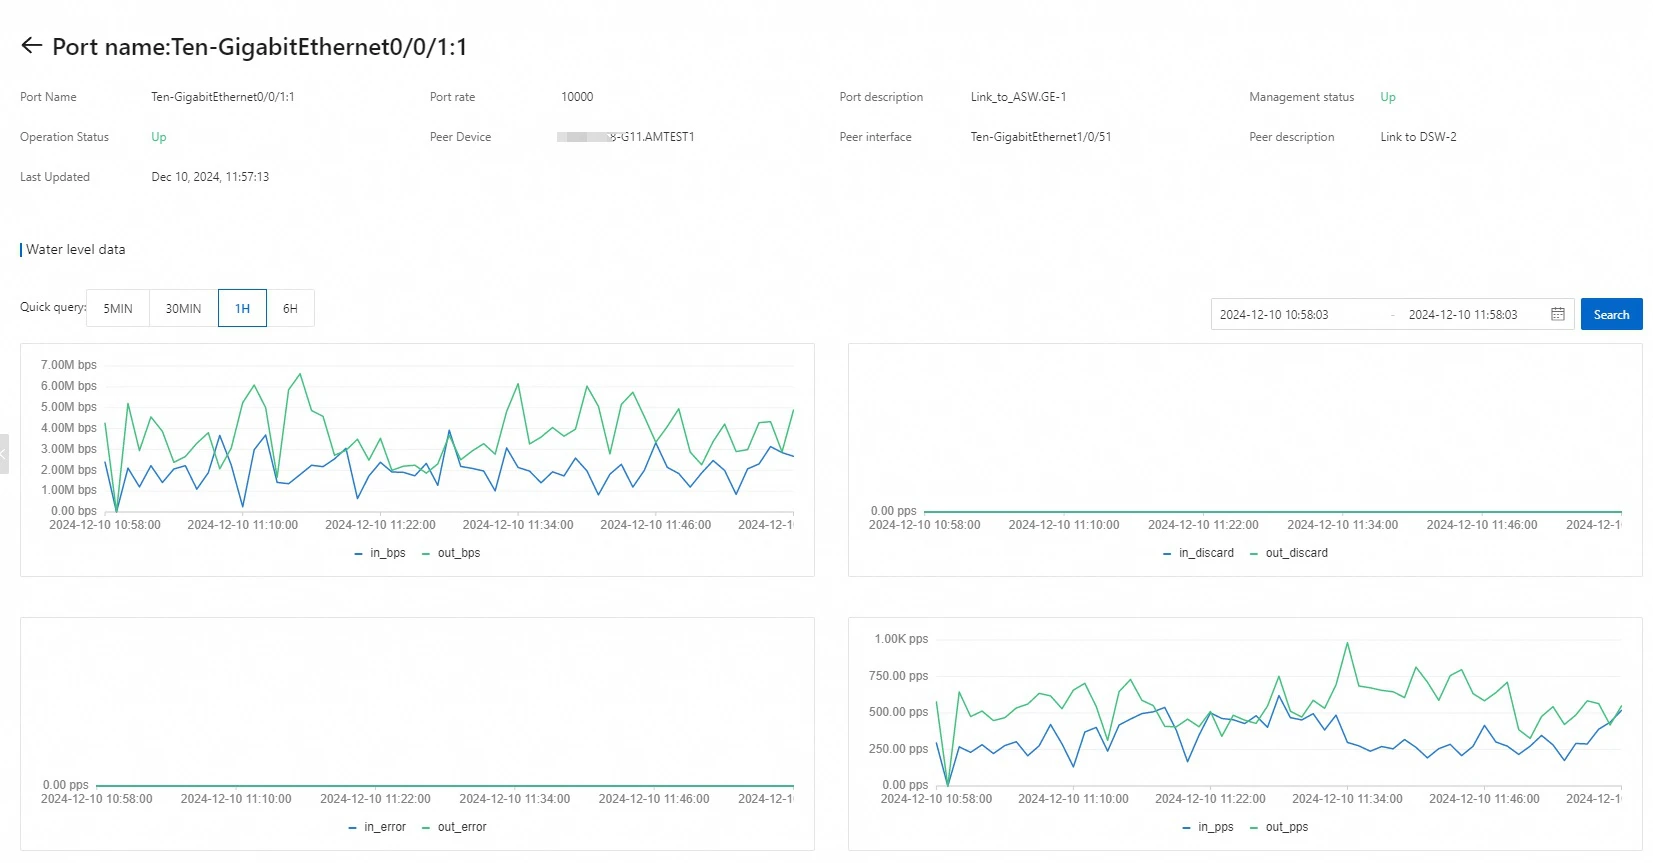 Port name:Ten-GigabitEthernet0/0/1:1
Port Name Ten-GigabitEthernet0/0/1:1 Port rate 10000 Port description Link_to_ASW.GE-1 Management status Up
Operation Status Up Peer Device 8-G11.AMTEST1 Peer interface Ten-GigabitEthernet1/0/51 Peer description Link to DSW-2
Last Updated Dec 10, 2024, 11:57:13
Water level data
Quick query: 5MIN 30MIN 1H 6H 2024-12-10 10:58:03 - 2024-12-10 11:58:03 Search
7.00M bps
6.00M bps
5.00M bps
4.00M bps
3.00M bps
2.00M bps
1.00M bps
0.00 bps
2024-12-10 10:58:00 2024-12-10 11:10:00 2024-12-10 11:22:00 2024-12-10 11:34:00 2024-12-10 11:46:00 2024-12-1
in_bps out_bps
0.00 pps
2024-12-10 10:58:00 2024-12-10 11:10:00 2024-12-10 11:22:00 2024-12-10 11:34:00 2024-12-10 11:46:00 2024-12-1
in_discard out_discard
0.00 pps
2024-12-10 10:58:00 2024-12-10 11:10:00 2024-12-10 11:22:00 2024-12-10 11:34:00 2024-12-10 11:46:00 2024-12-1
in_error out_error
1.00K pps
750.00 pps
500.00 pps
250.00 pps
0.00 pps
2024-12-10 10:58:00 2024-12-10 11:10:00 2024-12-10 11:22:00 2024-12-10 11:34:00 2024-12-10 11:46:00 2024-12-1
in_pps out_pps